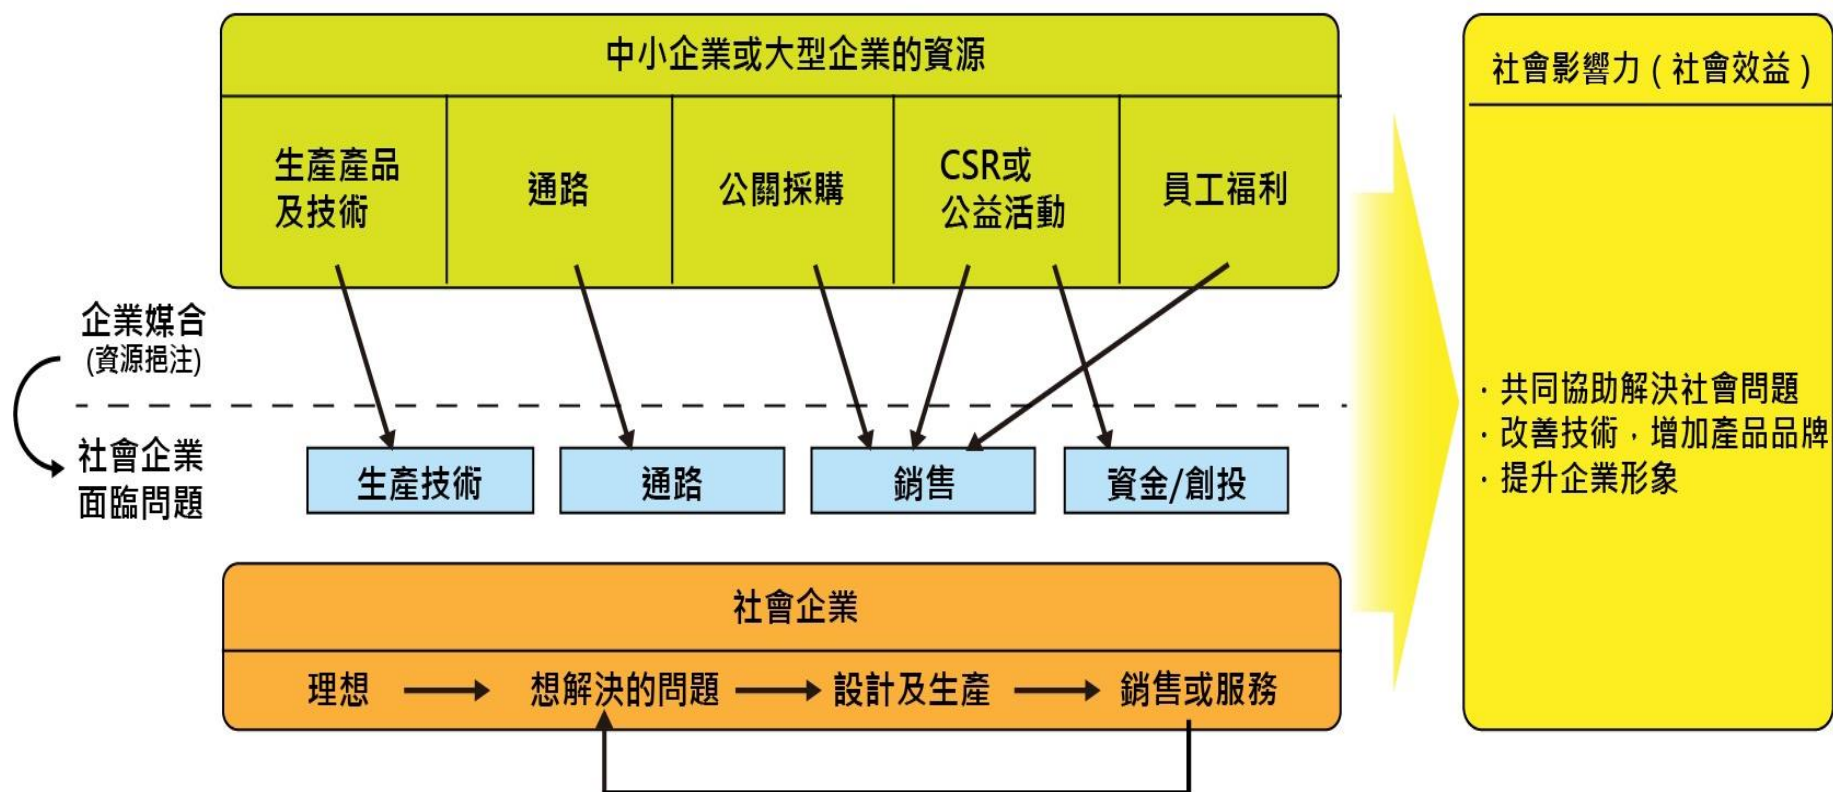 中小企業或大型企業的資源
生產產品
及技術
通路
公關採購
CSR或
公益活動
員工福利
企業媒合
(資源挹注)
社會企業
面臨問題
生產技術
通路
銷售
資金/創投
社會企業
理想
想解決的問題
設計及生產
銷售或服務
社會影響力(社會效益)
·共同協助解決社會問題
·改善技術,增加產品品牌
·提升企業形象